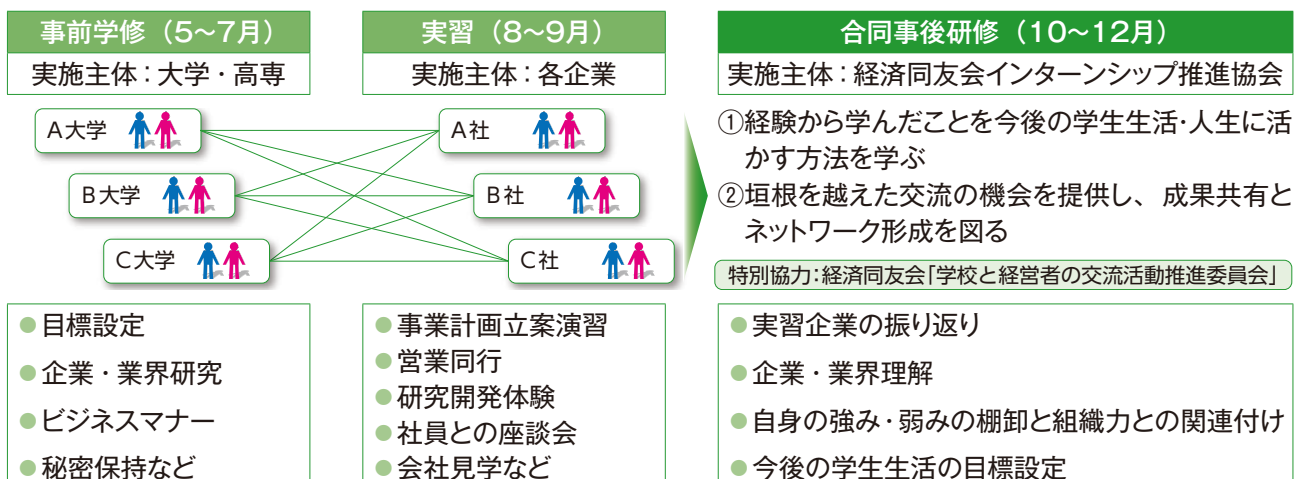 事前学修（5〜7月）
実施主体：大学・高専
A大学
B大学
C大学
●目標設定
●企業・業界研究
●ビジネスマナー
●秘密保持など
実習（8〜9月）
実施主体：各企業
A社
B社
C社
●事業計画立案演習
●営業同行
●研究開発体験
●社員との座談会
●会社見学など
合同事後研修（10〜12月）
実施主体：経済同友会インターンシップ推進協会
①経験から学んだことを今後の学生生活・人生に活
かす方法を学ぶ
②垣根を越えた交流の機会を提供し、成果共有と
ネットワーク形成を図る
特別協力：経済同友会「学校と経営者の交流活動推進委員会」
●実習企業の振り返り
●企業・業界理解
●自身の強み・弱みの棚卸と組織力との関連付け
●今後の学生生活の目標設定